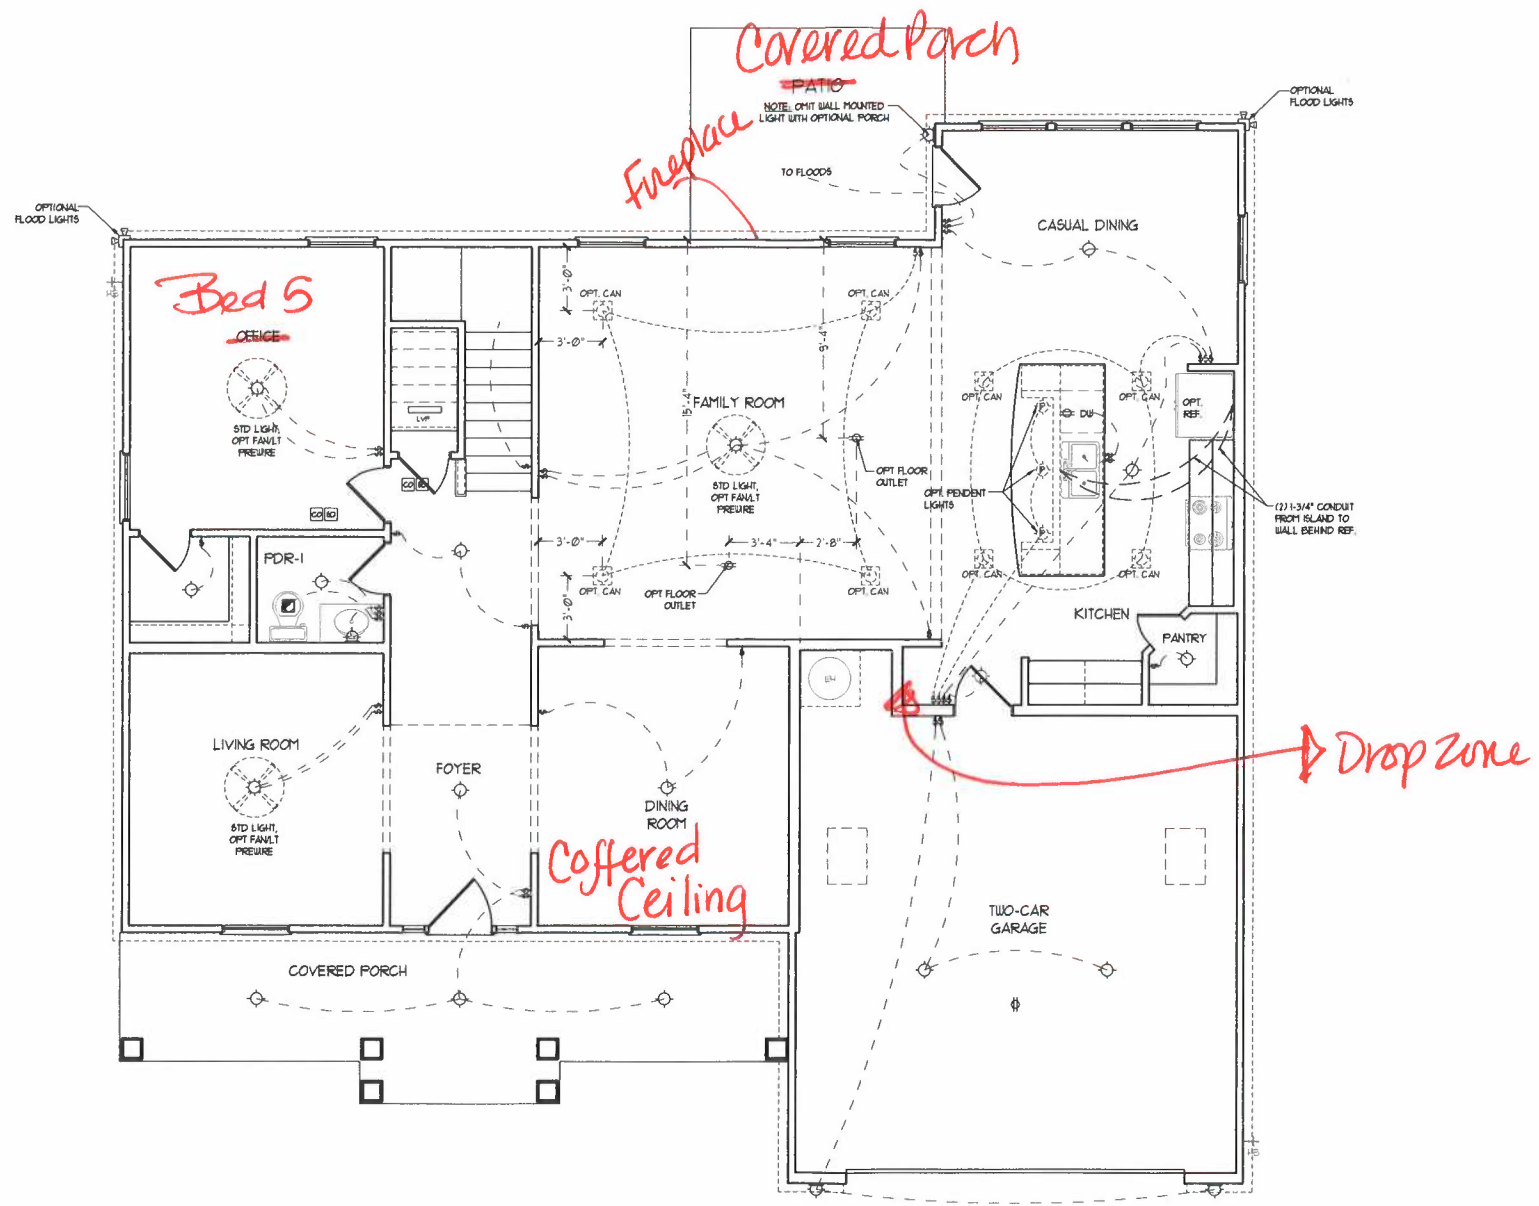 Covered Porch
PATIO
NOTE: OMIT WALL MOUNTED
LIGHT WITH OPTIONAL PORCH
OPTIONAL
FLOOD LIGHTS
Fireplace
TO FLOODS
OPTIONAL
FLOOD LIGHTS
CASUAL DINING
Bed 5
OFFICE
STD LIGHT,
OPT FAN/LT
PREWIRE
3'-0"
OPT. CAN
OPT. CAN
3'-0"
9'-4"
15'-4"
FAMILY ROOM
STD LIGHT,
OPT FAN/LT
PREWIRE
OPT FLOOR
OUTLET
OPT. CAN
OPT. CAN
DW
OPT.
REF.
P
P
P
OPT. PENDENT
LIGHTS
(2) 1-3/4" CONDUIT
FROM ISLAND TO
WALL BEHIND REF.
LVP
CO SD
CO SD
PDR-1
3'-0"
3'-4"
2'-8"
3'-0"
OPT. CAN
OPT FLOOR
OUTLET
OPT. CAN
OPT. CAN
OPT. CAN
KITCHEN
PANTRY
Drop Zone
LIVING ROOM
STD LIGHT,
OPT FAN/LT
PREWIRE
FOYER
DINING
ROOM
Coffered
Ceiling
TWO-CAR
GARAGE
COVERED PORCH